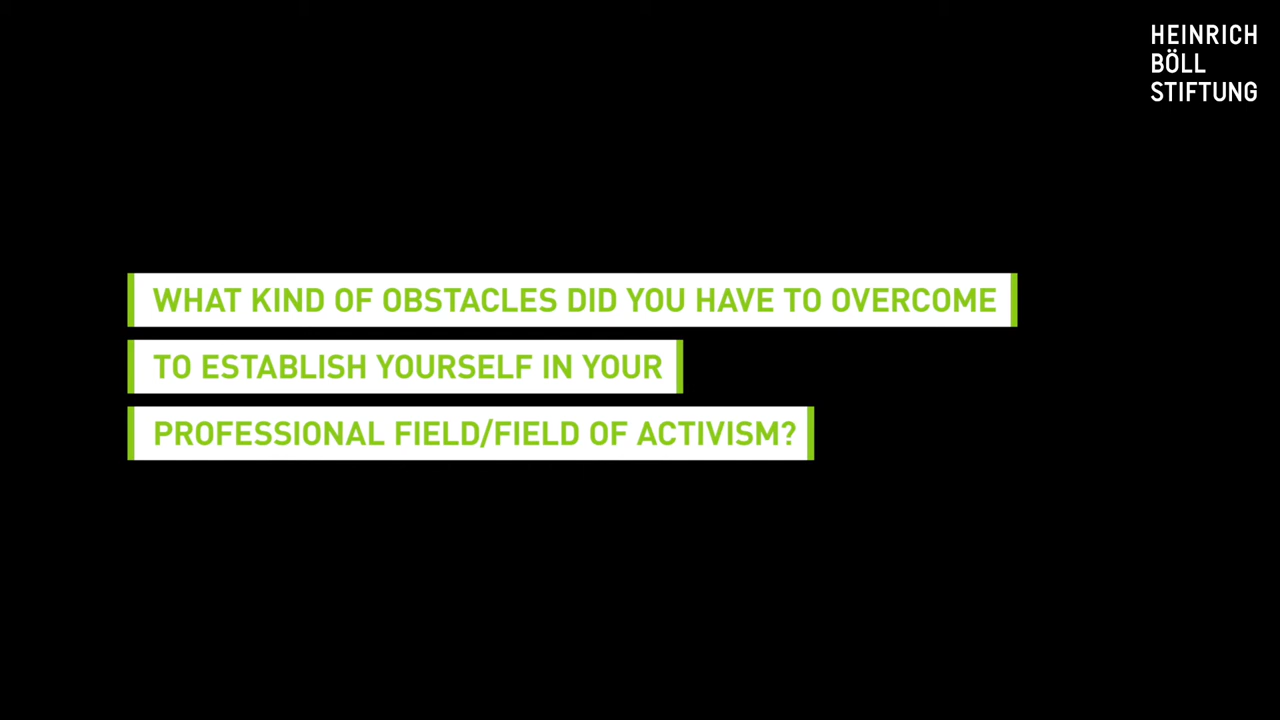 HEINRICH
BÖLL
STIFTUNG
WHAT KIND OF OBSTACLES DID YOU HAVE TO OVERCOME
TO ESTABLISH YOURSELF IN YOUR
PROFESSIONAL FIELD/FIELD OF ACTIVISM?